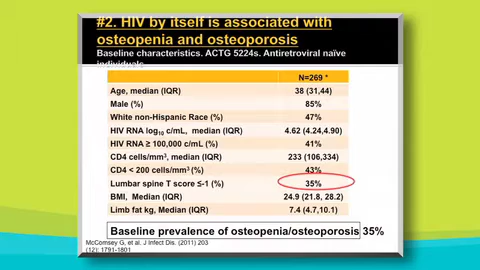 #2. HIV by itself is associated with
osteopenia and osteoporosis
Baseline characteristics. ACTG 5224s. Antiretroviral naïve
individuals
N=269 *
Age, median (IQR) 38 (31,44)
Male (%) 85%
White non-Hispanic Race (%) 47%
HIV RNA log10 c/mL, median (IQR) 4.62 (4.24,4.90)
HIV RNA ≥ 100,000 c/mL (%) 41%
CD4 cells/mm3, median (IQR) 233 (106,334)
CD4 < 200 cells/mm3 (%) 43%
Lumbar spine T score ≤-1 (%) 35%
BMI, Median (IQR) 24.9 (21.8, 28.2)
Limb fat kg, Median (IQR) 7.4 (4.7,10.1)
Baseline prevalence of osteopenia/osteoporosis 35%
McComsey G, et al, J Infect Dis. (2011) 203
(12): 1791-1801